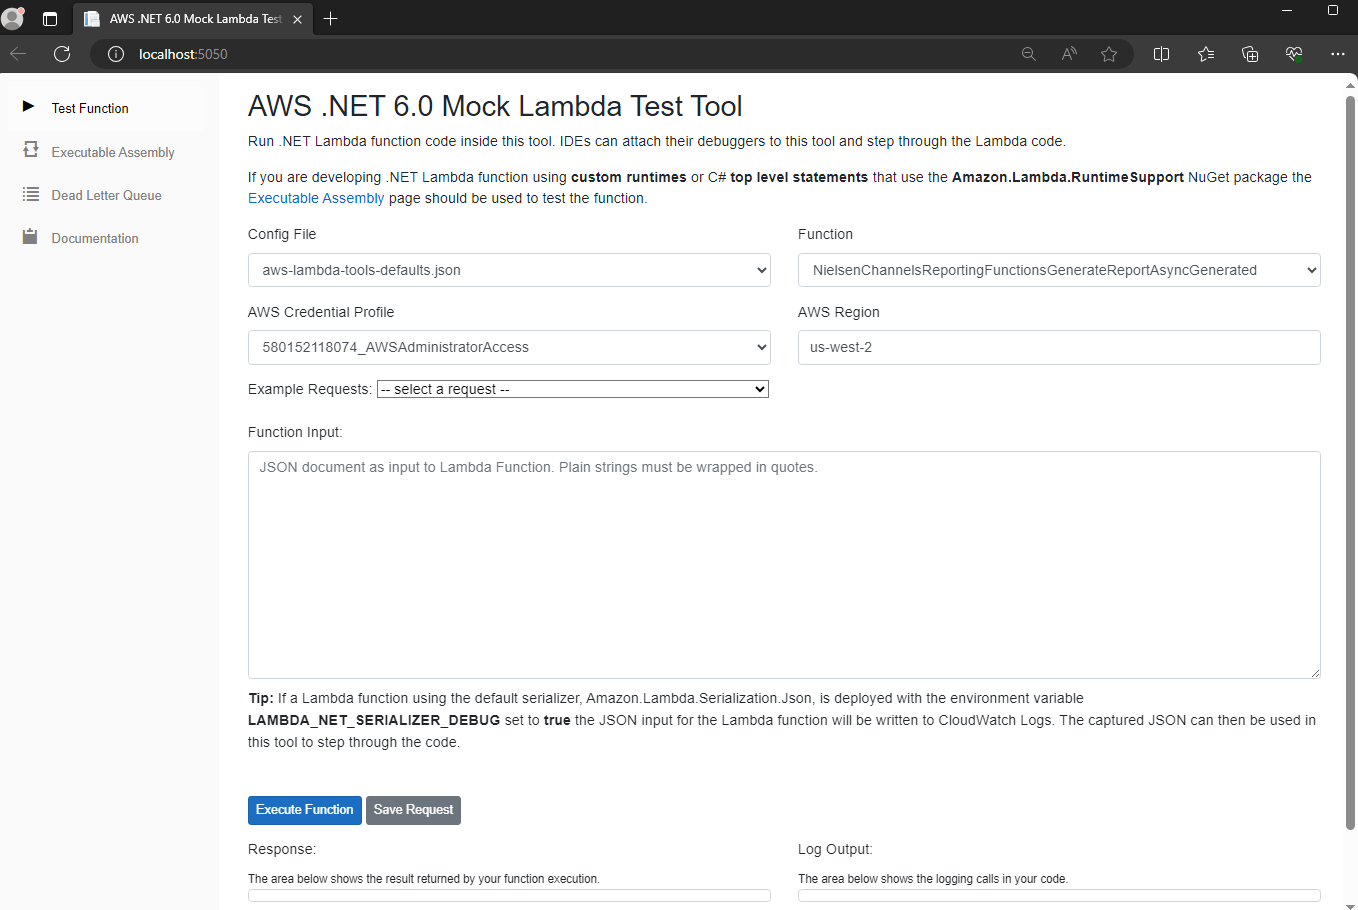 AWS .NET 6.0 Mock Lambda Test
localhost:5050
Test Function
Executable Assembly
Dead Letter Queue
Documentation
AWS .NET 6.0 Mock Lambda Test Tool
Run .NET Lambda function code inside this tool. IDEs can attach their debuggers to this tool and step through the Lambda code.
If you are developing .NET Lambda function using custom runtimes or C# top level statements that use the Amazon.Lambda.RuntimeSupport NuGet package the
Executable Assembly page should be used to test the function.
Config File
Function
aws-lambda-tools-defaults.json
NielsenChannelsReportingFunctionsGenerateReportAsyncGenerated
AWS Credential Profile
AWS Region
580152118074_AWSAdministratorAccess
us-west-2
Example Requests: -- select a request --
Function Input:
JSON document as input to Lambda Function. Plain strings must be wrapped in quotes.
Tip: If a Lambda function using the default serializer, Amazon.Lambda.Serialization.Json, is deployed with the environment variable
LAMBDA_NET_SERIALIZER_DEBUG set to true the JSON input for the Lambda function will be written to CloudWatch Logs. The captured JSON can then be used in
this tool to step through the code.
Execute Function
Save Request
Response:
Log Output:
The area below shows the result returned by your function execution.
The area below shows the logging calls in your code.